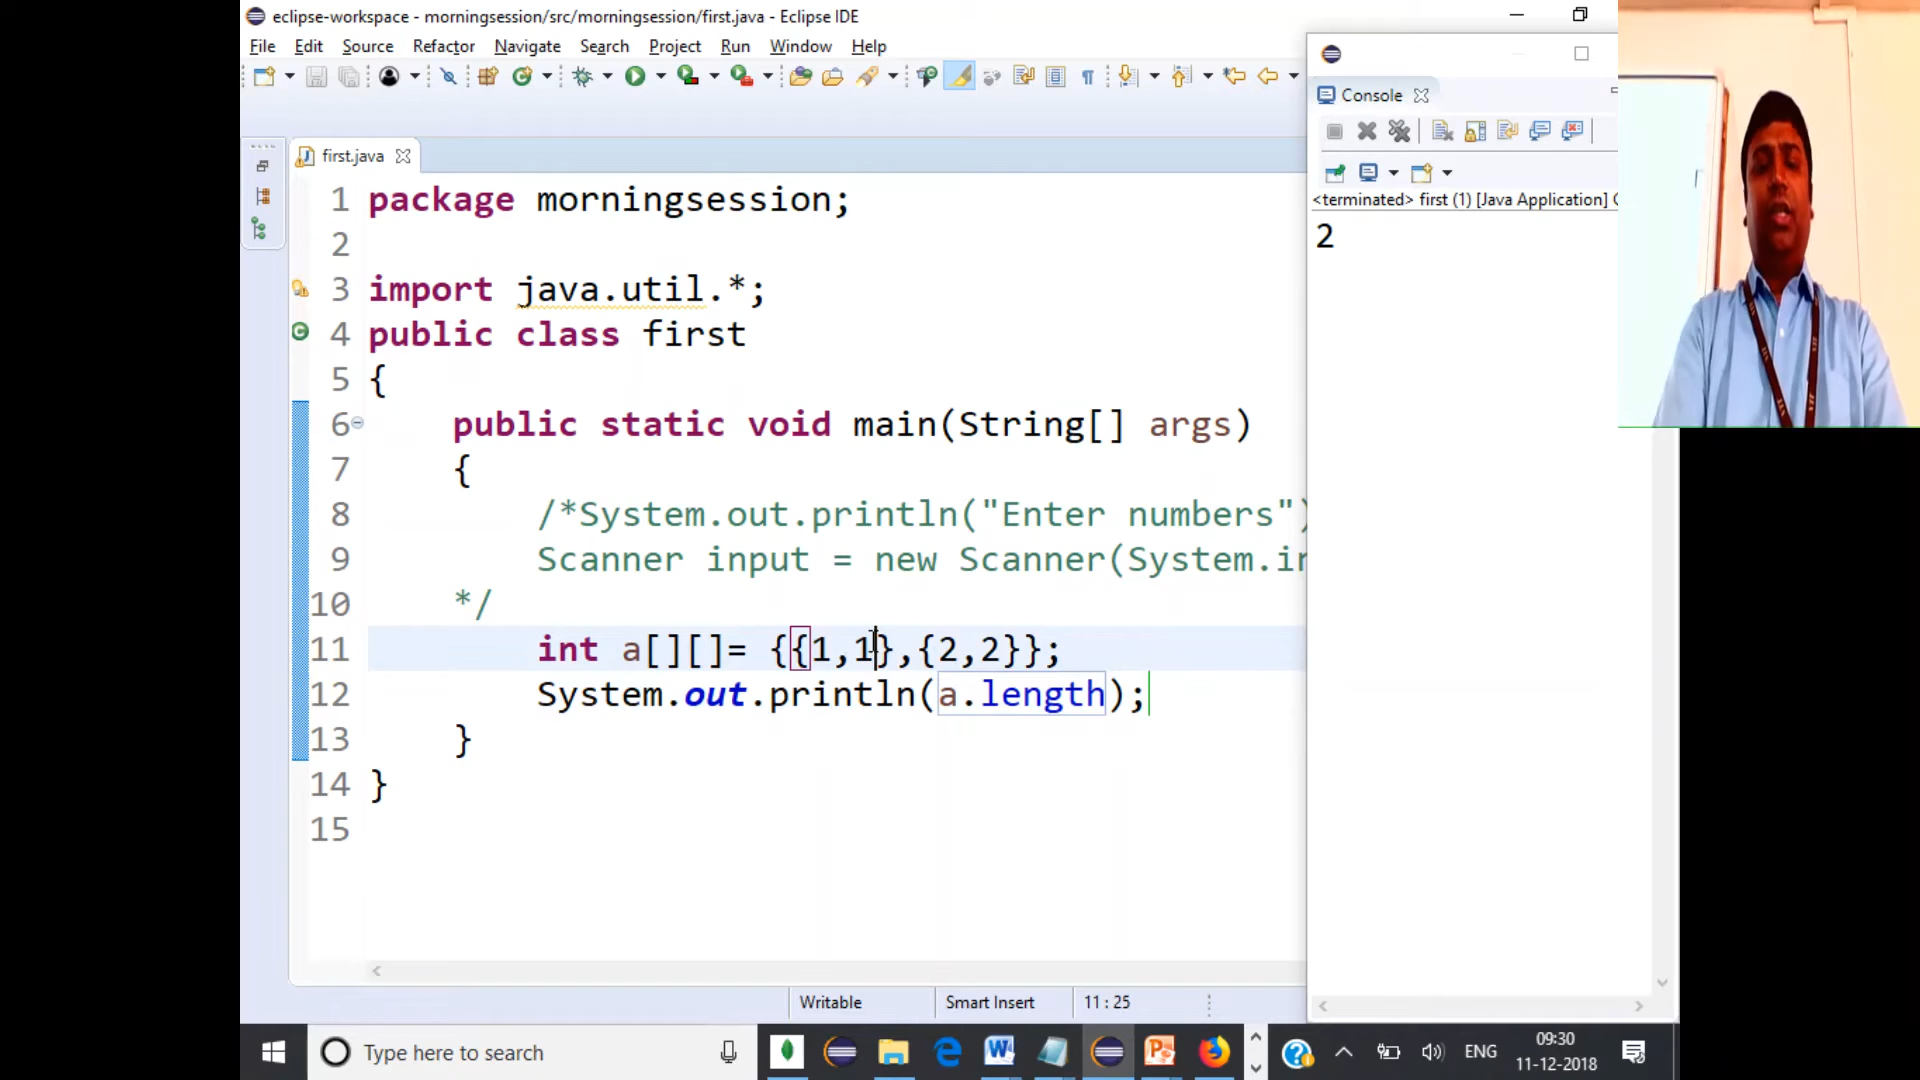 eclipse-workspace - morningsession/src/morningsession/first.java - Eclipse IDE
File Edit Source Refactor Navigate Search Project Run Window Help
Console
first.java
<terminated> first (1) [Java Application]
2
1 package morningsession;
2
3 import java.util.*;
4 public class first
5 {
6 public static void main(String[] args)
7 {
8 /*System.out.println("Enter numbers")
9 Scanner input = new Scanner(System.in
10 */
11 int a[][]= {{1,1},{2,2}};
12 System.out.println(a.length);
13 }
14 }
15
Writable Smart Insert 11 : 25
Type here to search
ENG
09:30
11-12-2018